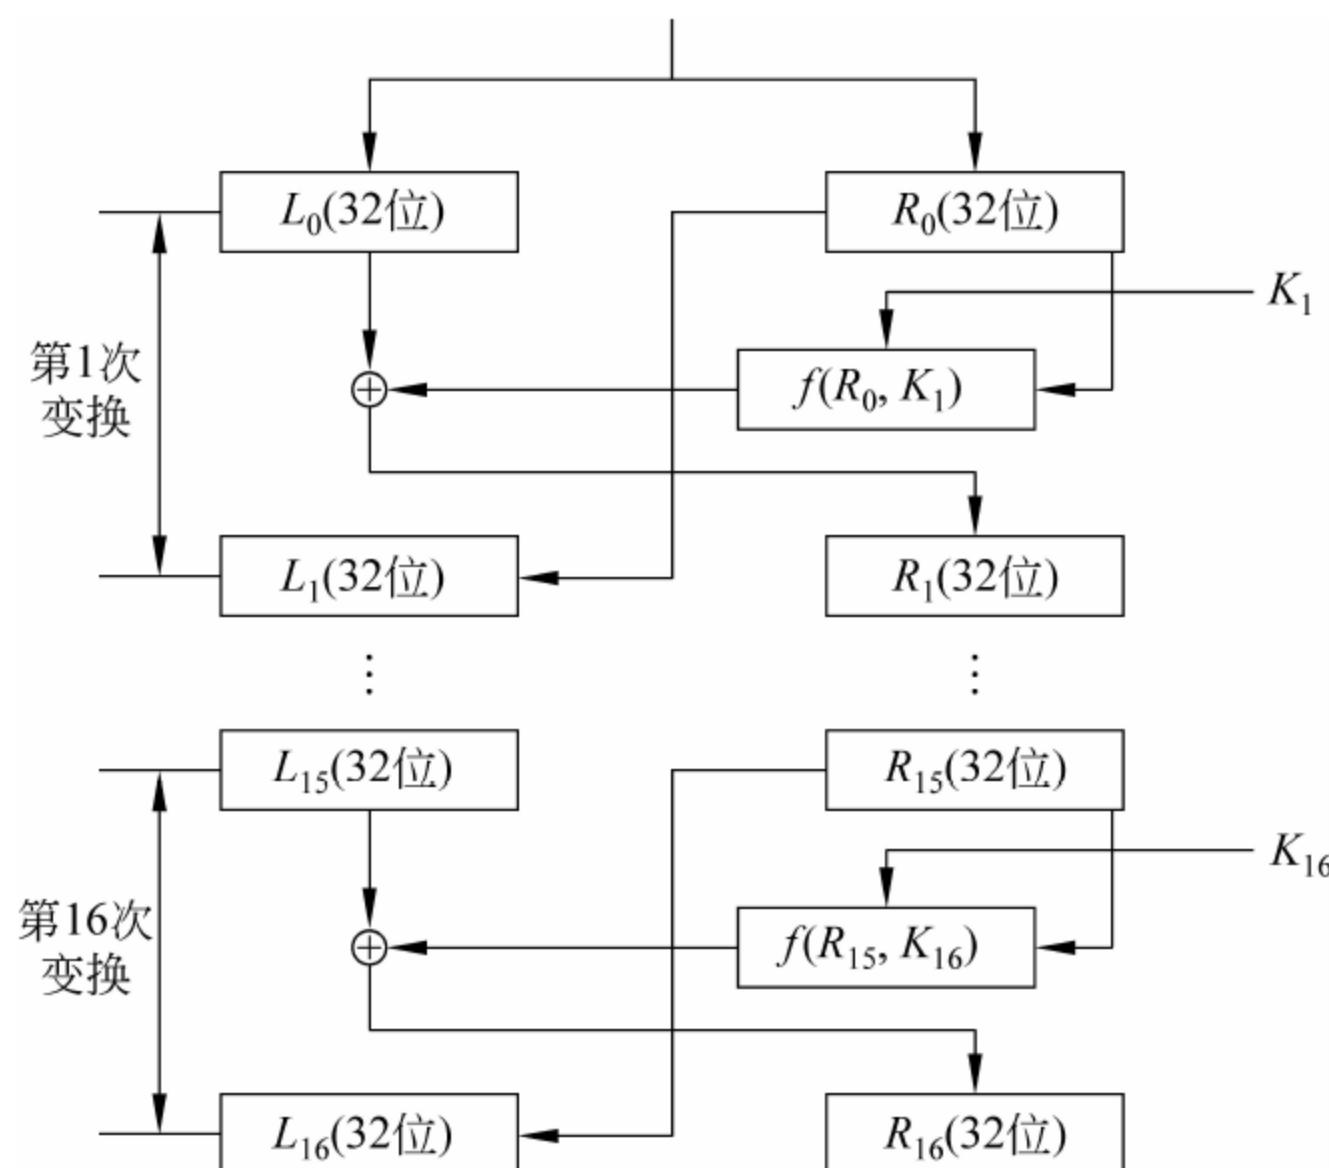 L₀(32位)
R₀(32位)
K₁
第1次
变换
f(R₀, K₁)
L₁(32位)
R₁(32位)
⋮
⋮
L₁₅(32位)
R₁₅(32位)
K₁₆
第16次
变换
f(R₁₅, K₁₆)
L₁₆(32位)
R₁₆(32位)